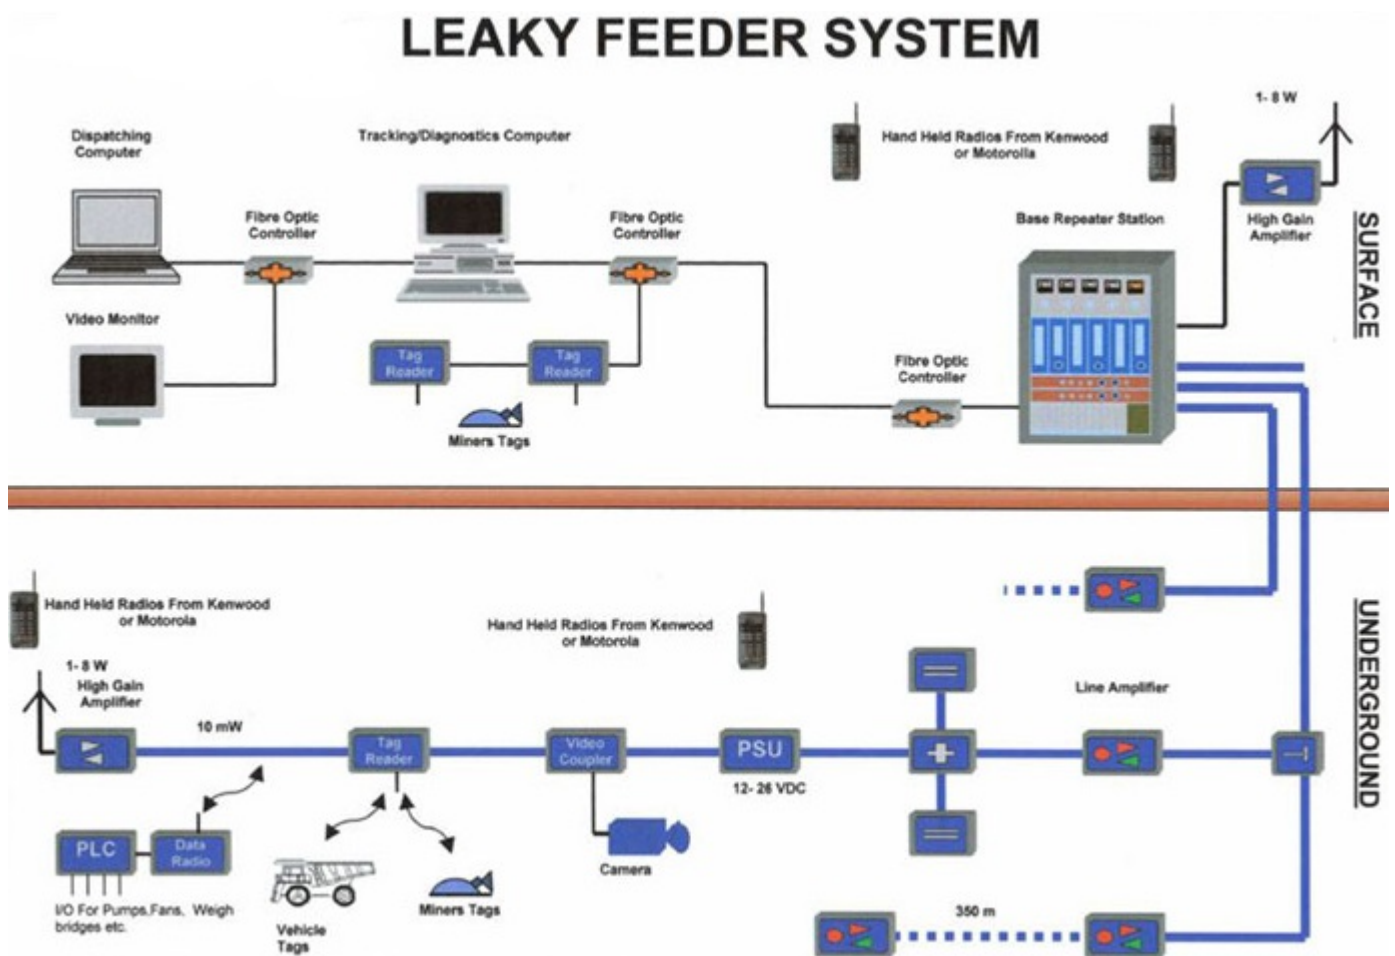 LEAKY FEEDER SYSTEM
1- 8 W
Dispatching
Computer
Tracking/Diagnostics Computer
Hand Held Radios From Kenwood
or Motorolla
Fibre Optic
Controller
Fibre Optic
Controller
Base Repeater Station
High Gain
Amplifier
SURFACE
Video Monitor
Tag
Reader
Tag
Reader
Fibre Optic
Controller
Miners Tags
Hand Held Radios From Kenwood
or Motorola
Hand Held Radios From Kenwood
or Motorola
UNDERGROUND
1- 8 W
High Gain
Amplifier
Line Amplifier
10 mW
Tag
Reader
Video
Coupler
PSU
12- 26 VDC
PLC
Data
Radio
Camera
I/O For Pumps,Fans, Weigh
bridges etc.
Vehicle
Tags
Miners Tags
350 m